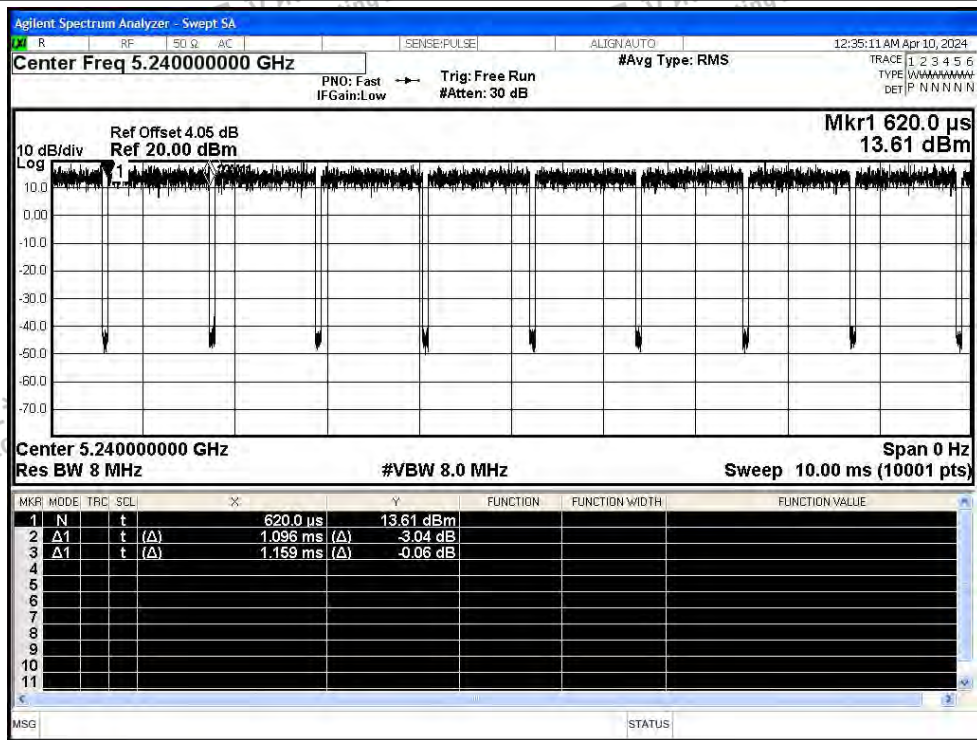 Agilent Spectrum Analyzer - Swept SA
R RF 50 Ω AC SENSE:PULSE ALIGN AUTO 12:35:11 AM Apr 10, 2024
Center Freq 5.240000000 GHz #Avg Type: RMS TRACE 1 2 3 4 5 6
PNO: Fast Trig: Free Run TYPE
IFGain:Low #Atten: 30 dB DET P N N N N N
Mkr1 620.0 µs
Ref Offset 4.05 dB
10 dB/div Ref 20.00 dBm 13.61 dBm
Log
1
10.0
0.00
-10.0
-20.0
-30.0
-40.0
-50.0
-60.0
-70.0
Center 5.240000000 GHz Span 0 Hz
Res BW 8 MHz #VBW 8.0 MHz Sweep 10.00 ms (10001 pts)
MKR MODE TRC SCL X Y FUNCTION FUNCTION WIDTH FUNCTION VALUE
1 N t 620.0 µs 13.61 dBm
2 Δ1 t (Δ) 1.096 ms (Δ) -3.04 dB
3 Δ1 t (Δ) 1.159 ms (Δ) -0.06 dB
4
5
6
7
8
9
10
11
MSG STATUS